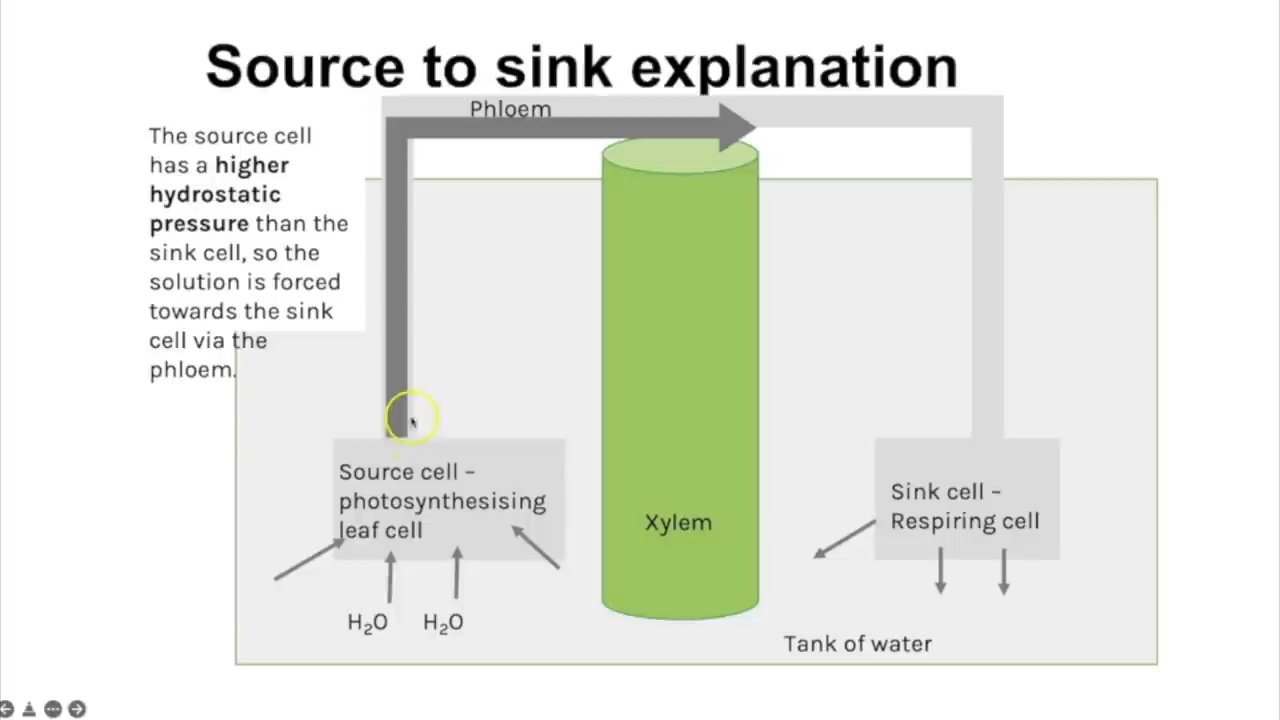 Source to sink explanation
Phloem
The source cell
has a higher
hydrostatic
pressure than the
sink cell, so the
solution is forced
towards the sink
cell via the
phloem.
Source cell –
photosynthesising
leaf cell
Xylem
Sink cell –
Respiring cell
H₂O
H₂O
Tank of water